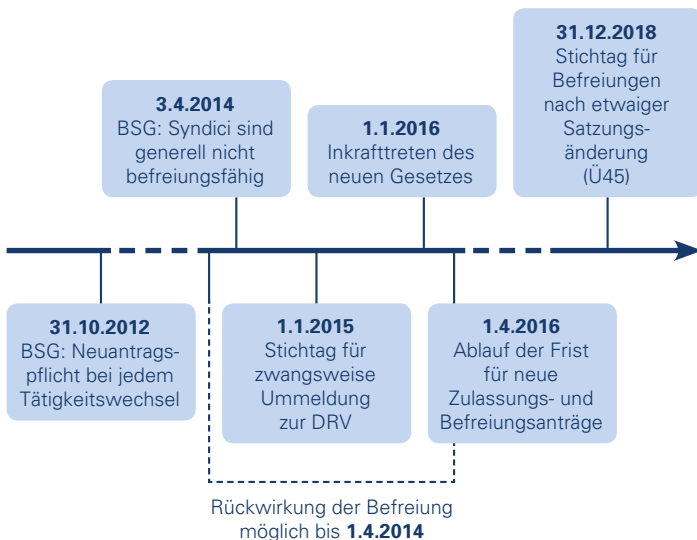 31.12.2018
Stichtag für
Befreiungen
nach etwaiger
Satzungs-
änderung
(Ü45)
3.4.2014
BSG: Syndici sind
generell nicht
befreiungsfähig
1.1.2016
Inkrafttreten des
neuen Gesetzes
31.10.2012
BSG: Neuantrags-
pflicht bei jedem
Tätigkeitswechsel
1.1.2015
Stichtag für
zwangsweise
Ummeldung
zur DRV
1.4.2016
Ablauf der Frist
für neue
Zulassungs- und
Befreiungsanträge
Rückwirkung der Befreiung
möglich bis 1.4.2014